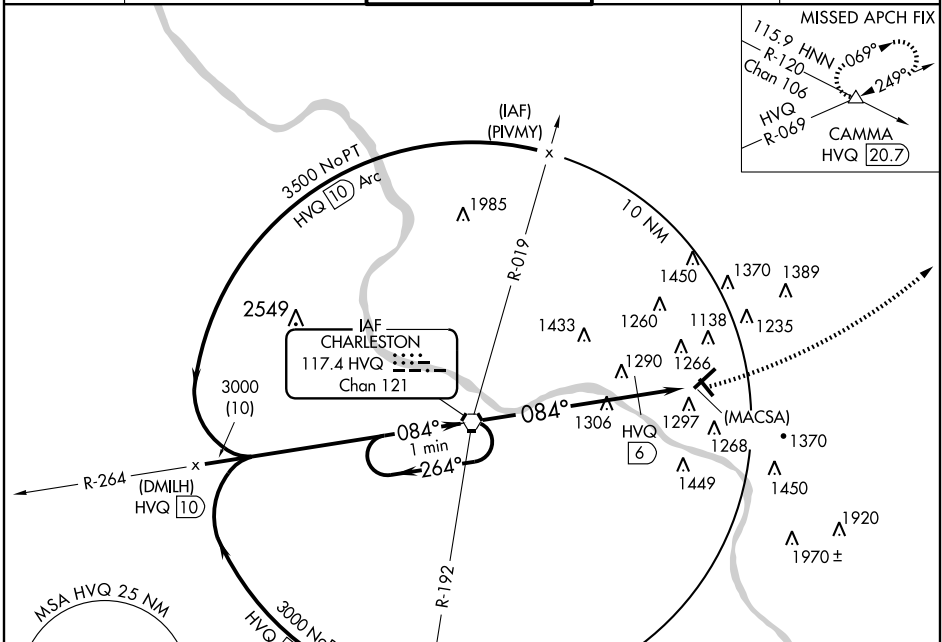 MISSED APCH FIX
115.9 HNN
R-120
Chan 106
069°
249°
HVQ
R-069
CAMMA
HVQ 20.7
(IAF)
(PIVMY)
3500 NoPT
HVQ 10 Arc
1985
10 NM
R-019
1450
1370
1389
2549
1433
1260
1138
1235
IAF
CHARLESTON
117.4 HVQ
Chan 121
1290
1266
3000
(10)
084°
084°
1306
1297
(MACSA)
1 min
HVQ
6
1268
1370
264°
R-264
(DMILH)
HVQ 10
1449
1450
1920
1970 ±
R-192
MSA HVQ 25 NM
3000 NoP
HVQ